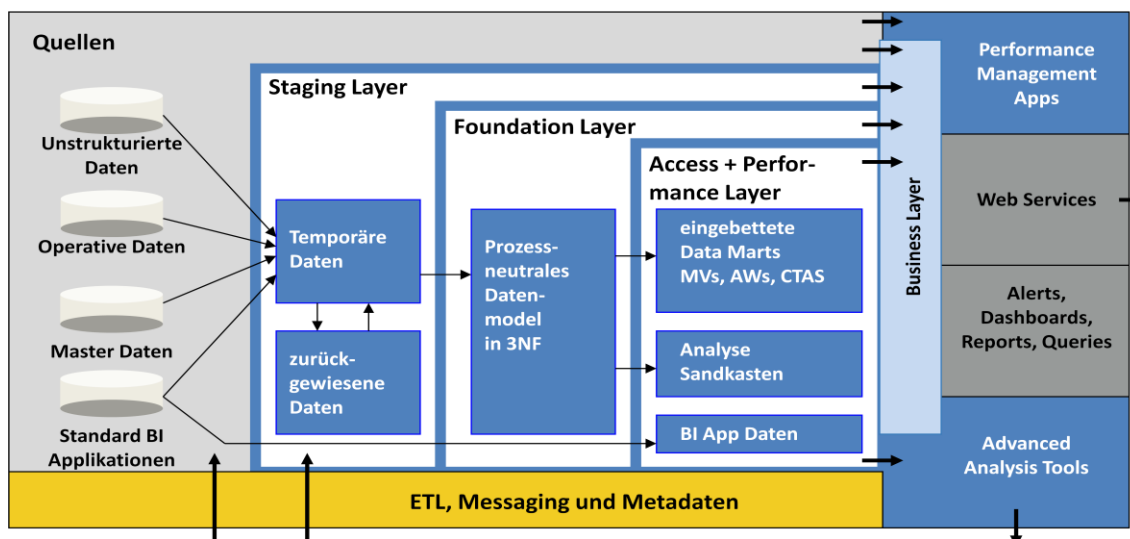 Quellen
Unstrukturierte
Daten
Operative Daten
Master Daten
Standard BI
Applikationen
Staging Layer
Temporäre
Daten
zurück-
gewiesene
Daten
Foundation Layer
Prozess-
neutrales
Daten-
model
in 3NF
Access + Perfor-
mance Layer
eingebettete
Data Marts
MVs, AWs, CTAS
Analyse
Sandkasten
BI App Daten
Business Layer
Performance
Management
Apps
Web Services
Alerts,
Dashboards,
Reports, Queries
Advanced
Analysis Tools
ETL, Messaging und Metadaten